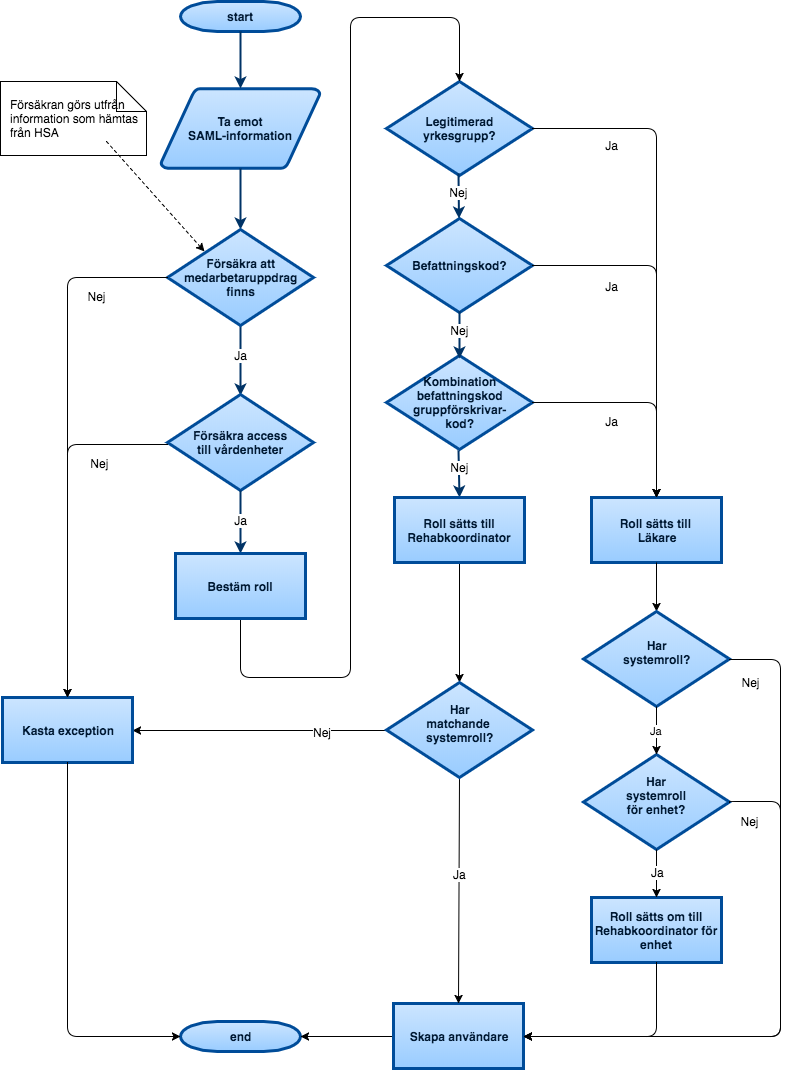 start
Försäkran görs utfrån
information som hämtas
från HSA
Ta emot
SAML-information
Försäkra att
medarbetaruppdrag
finns
Nej
Ja
Försäkra access
till vårdenheter
Nej
Ja
Bestäm roll
Kasta exception
Legitimerad
yrkesgrupp?
Ja
Nej
Befattningskod?
Ja
Nej
Kombination
befattningskod
gruppförskrivar-
kod?
Ja
Nej
Roll sätts till
Rehabkoordinator
Roll sätts till
Läkare
Har
matchande
systemroll?
Nej
Ja
Har
systemroll?
Nej
Ja
Har
systemroll
för enhet?
Nej
Ja
Roll sätts om till
Rehabkoordinator för
enhet
Skapa användare
end